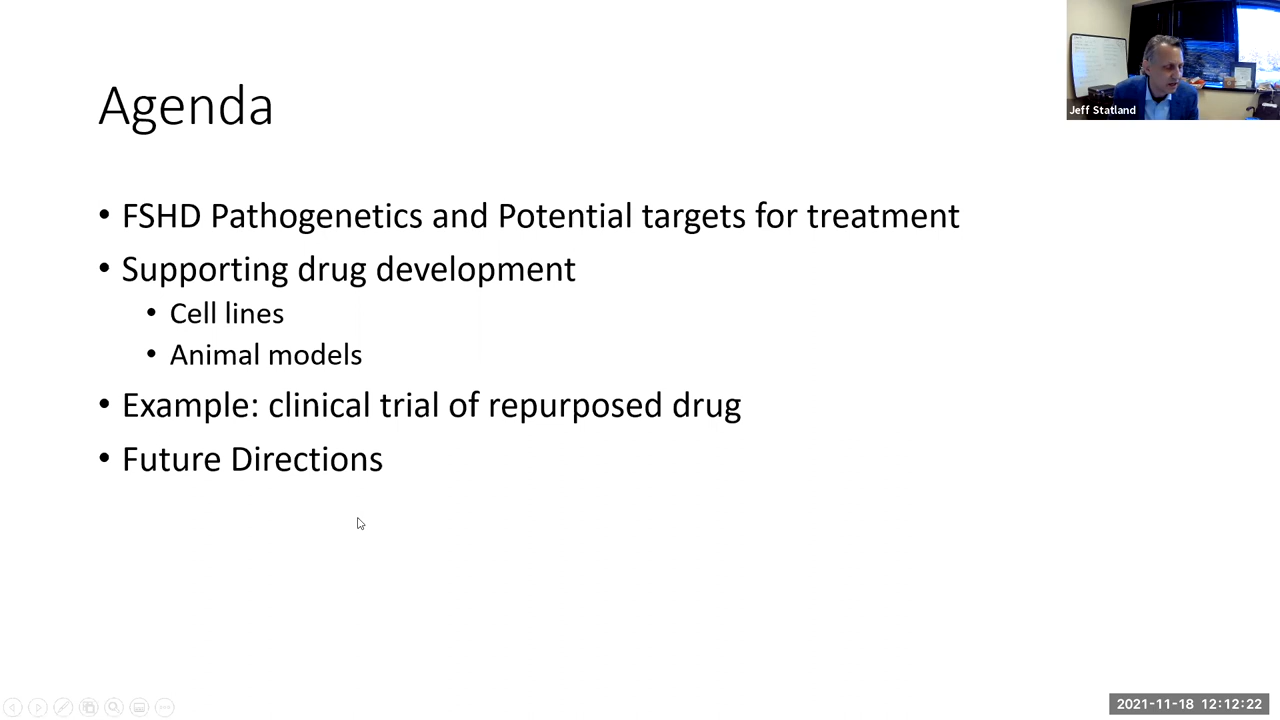 Agenda
Jeff Statland
• FSHD Pathogenetics and Potential targets for treatment
• Supporting drug development
• Cell lines
• Animal models
• Example: clinical trial of repurposed drug
• Future Directions
2021-11-18 12:12:22